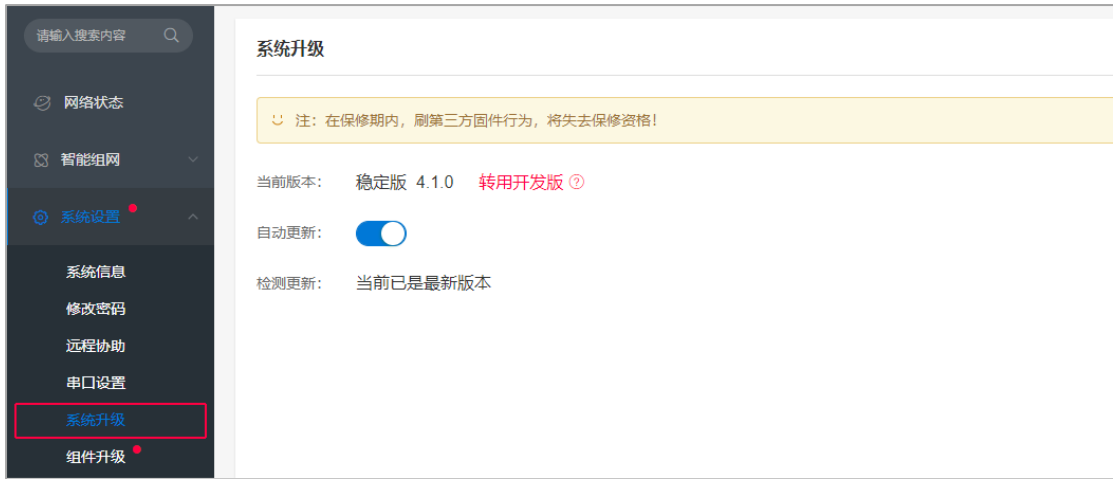 请输入搜索内容
网络状态
智能组网
系统设置
系统信息
修改密码
远程协助
串口设置
系统升级
组件升级
系统升级
注：在保修期内，刷第三方固件行为，将失去保修资格！
当前版本： 稳定版 4.1.0 转用开发版 ?
自动更新：
检测更新： 当前已是最新版本